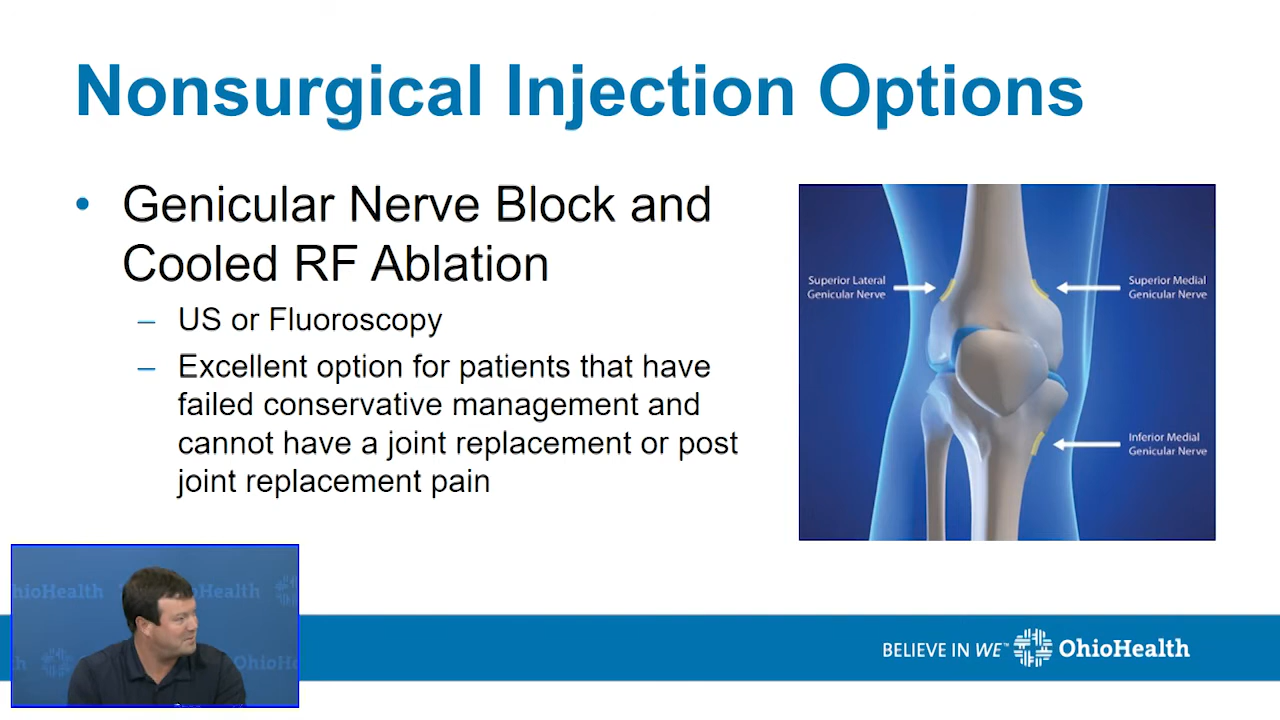 Nonsurgical Injection Options
• Genicular Nerve Block and
Cooled RF Ablation
– US or Fluoroscopy
– Excellent option for patients that have
failed conservative management and
cannot have a joint replacement or post
joint replacement pain
Superior Lateral
Genicular Nerve
Superior Medial
Genicular Nerve
Inferior Medial
Genicular Nerve
hioHealth
OhioHealth
BELIEVE IN WE™ OhioHealth